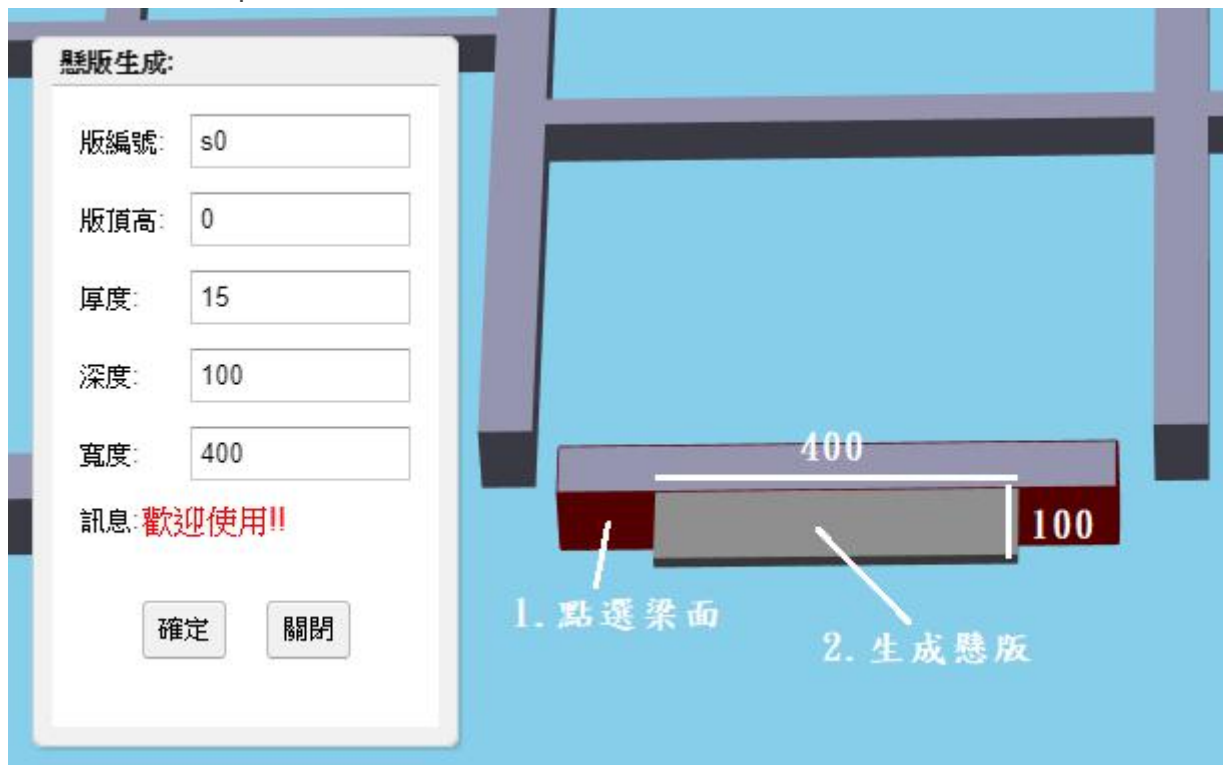 懸版生成:
版編號: s0
版頂高: 0
厚度: 15
深度: 100
寬度: 400
訊息:歡迎使用!!
確定 關閉
400
100
1. 點選梁面
2. 生成懸版